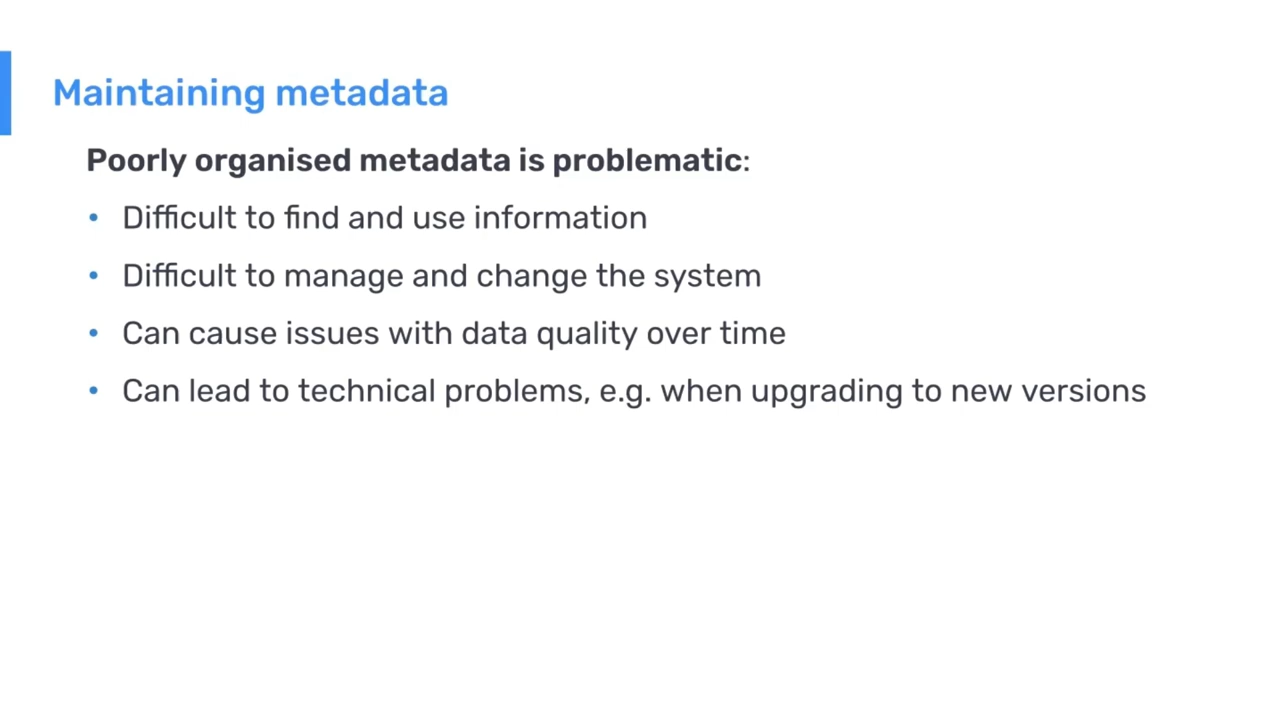 Maintaining metadata
Poorly organised metadata is problematic:
• Difficult to find and use information
• Difficult to manage and change the system
• Can cause issues with data quality over time
• Can lead to technical problems, e.g. when upgrading to new versions